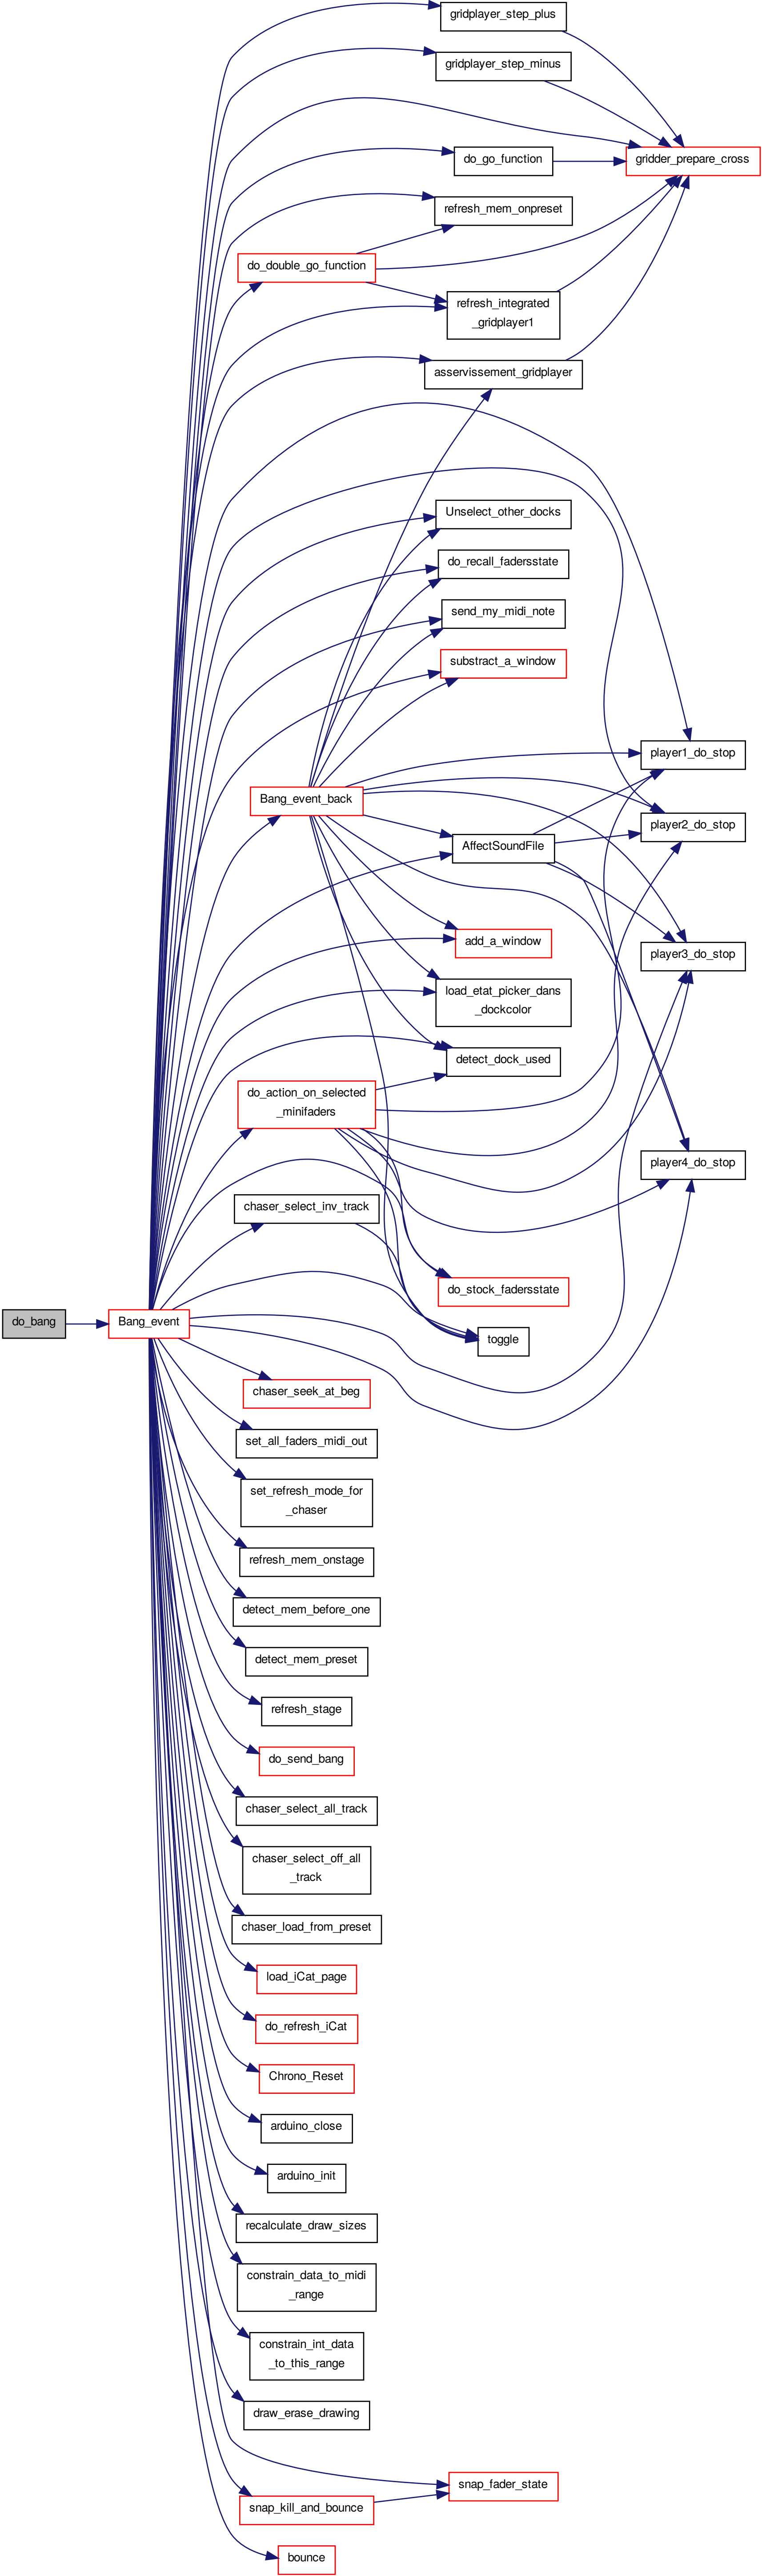 gridplayer_step_plus
gridplayer_step_minus
do_go_function
gridder_prepare_cross
refresh_mem_onpreset
do_double_go_function
refresh_integrated
_gridplayer1
asservissement_gridplayer
Unselect_other_docks
do_recall_fadersstate
send_my_midi_note
substract_a_window
player1_do_stop
Bang_event_back
player2_do_stop
AffectSoundFile
add_a_window
player3_do_stop
load_etat_picker_dans
_dockcolor
detect_dock_used
do_action_on_selected
_minifaders
player4_do_stop
chaser_select_inv_track
do_stock_fadersstate
do_bang
Bang_event
toggle
chaser_seek_at_beg
set_all_faders_midi_out
set_refresh_mode_for
_chaser
refresh_mem_onstage
detect_mem_before_one
detect_mem_preset
refresh_stage
do_send_bang
chaser_select_all_track
chaser_select_off_all
_track
chaser_load_from_preset
load_iCat_page
do_refresh_iCat
Chrono_Reset
arduino_close
arduino_init
recalculate_draw_sizes
constrain_data_to_midi
_range
constrain_int_data
_to_this_range
draw_erase_drawing
snap_fader_state
snap_kill_and_bounce
bounce